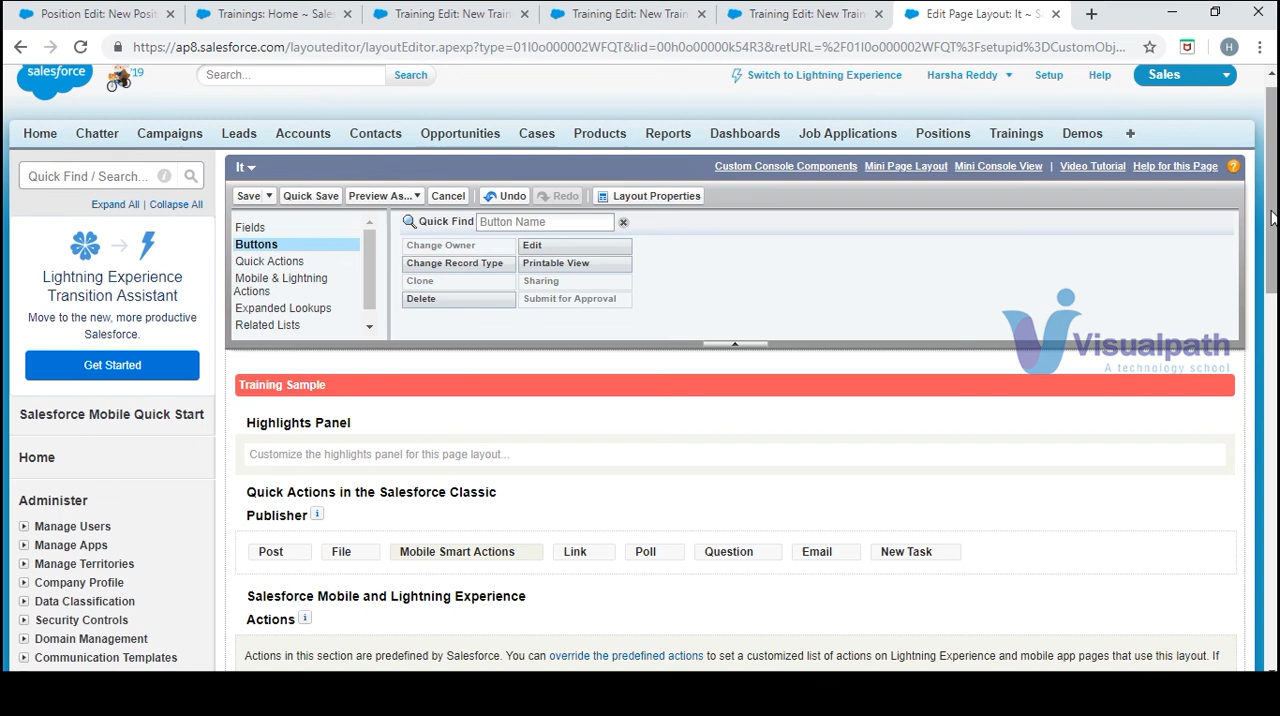 Position Edit: New Posit
Trainings: Home ~ Sales
Training Edit: New Train
Training Edit: New Train
Training Edit: New Train
Edit Page Layout: It ~ S
https://ap8.salesforce.com/layouteditor/layoutEditor.apexp?type=01I0o000002WFQT&lid=00h0o00000k54R3&retURL=%2F01I0o000002WFQT%3Fsetupid%3DCustomObj...
H
salesforce
'19
Search...
Search
Switch to Lightning Experience
Harsha Reddy
Setup
Help
Sales
Home
Chatter
Campaigns
Leads
Accounts
Contacts
Opportunities
Cases
Products
Reports
Dashboards
Job Applications
Positions
Trainings
Demos
+
Quick Find / Search...
Expand All | Collapse All
Lightning Experience
Transition Assistant
Move to the new, more productive
Salesforce.
Get Started
Salesforce Mobile Quick Start
Home
Administer
Manage Users
Manage Apps
Manage Territories
Company Profile
Data Classification
Security Controls
Domain Management
Communication Templates
It
Custom Console Components
Mini Page Layout
Mini Console View
|
Video Tutorial
Help for this Page
Save
Quick Save
Preview As...
Cancel
Undo
Redo
Layout Properties
Fields
Buttons
Quick Actions
Mobile & Lightning
Actions
Expanded Lookups
Related Lists
Quick Find
Button Name
Change Owner
Edit
Change Record Type
Printable View
Clone
Sharing
Delete
Submit for Approval
Visualpath
A technology school
Training Sample
Highlights Panel
Customize the highlights panel for this page layout...
Quick Actions in the Salesforce Classic
Publisher
Post
File
Mobile Smart Actions
Link
Poll
Question
Email
New Task
Salesforce Mobile and Lightning Experience
Actions
Actions in this section are predefined by Salesforce. You can override the predefined actions to set a customized list of actions on Lightning Experience and mobile app pages that use this layout. If